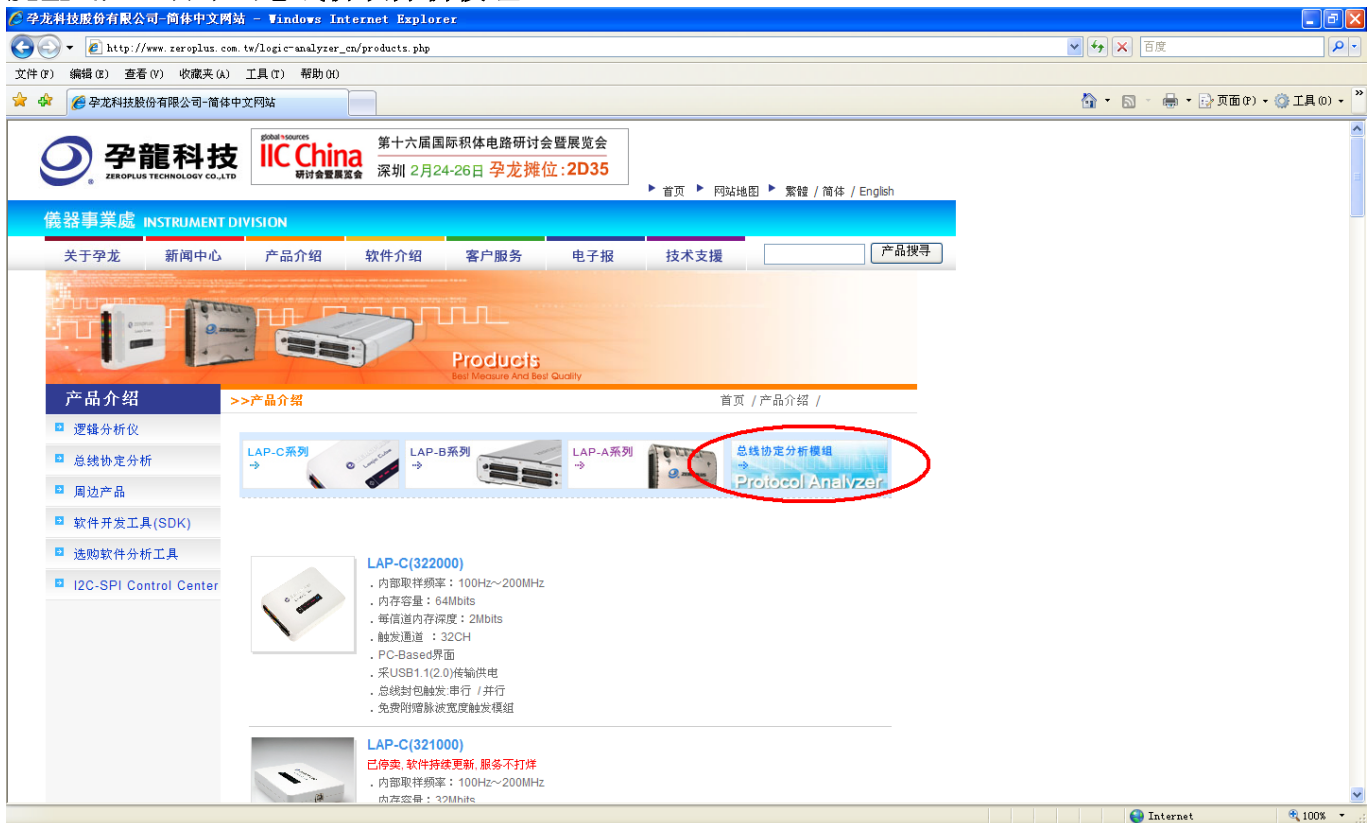 孕龙科技股份有限公司-简体中文网站 - Windows Internet Explorer
http://www.zeroplus.com.tw/logic-analyzer_cn/products.php
百度
文件(F) 编辑(E) 查看(V) 收藏夹(A) 工具(T) 帮助(H)
孕龙科技股份有限公司-简体中文网站
页面(P) 工具(O)
孕龍科技
ZEROPLUS TECHNOLOGY CO.,LTD
global sources
IIC China
研讨会暨展览会
第十六届国际积体电路研讨会暨展览会
深圳 2月24-26日 孕龙摊位:2D35
首页 网站地图 繁體 / 简体 / English
儀器事業處 INSTRUMENT DIVISION
关于孕龙 新闻中心 产品介绍 软件介绍 客户服务 电子报 技术支援 产品搜寻
Products
Best Measure And Best Quality
产品介绍
>>产品介绍
首页 / 产品介绍 /
逻辑分析仪
总线协定分析
周边产品
软件开发工具(SDK)
选购软件分析工具
I2C-SPI Control Center
LAP-C系列
LAP-B系列
LAP-A系列
总线协定分析模组
Protocol Analyzer
LAP-C(322000)
. 内部取样频率：100Hz～200MHz
. 内存容量：64Mbits
. 每信道内存深度：2Mbits
. 触发通道 ：32CH
. PC-Based界面
. 采USB1.1(2.0)传输供电
. 总线封包触发:串行 / 并行
. 免费附增脉波宽度触发模组
LAP-C(321000)
已停卖, 软件持续更新, 服务不打烊
. 内部取样频率：100Hz～200MHz
. 内存容量：32Mbits
Internet 100%